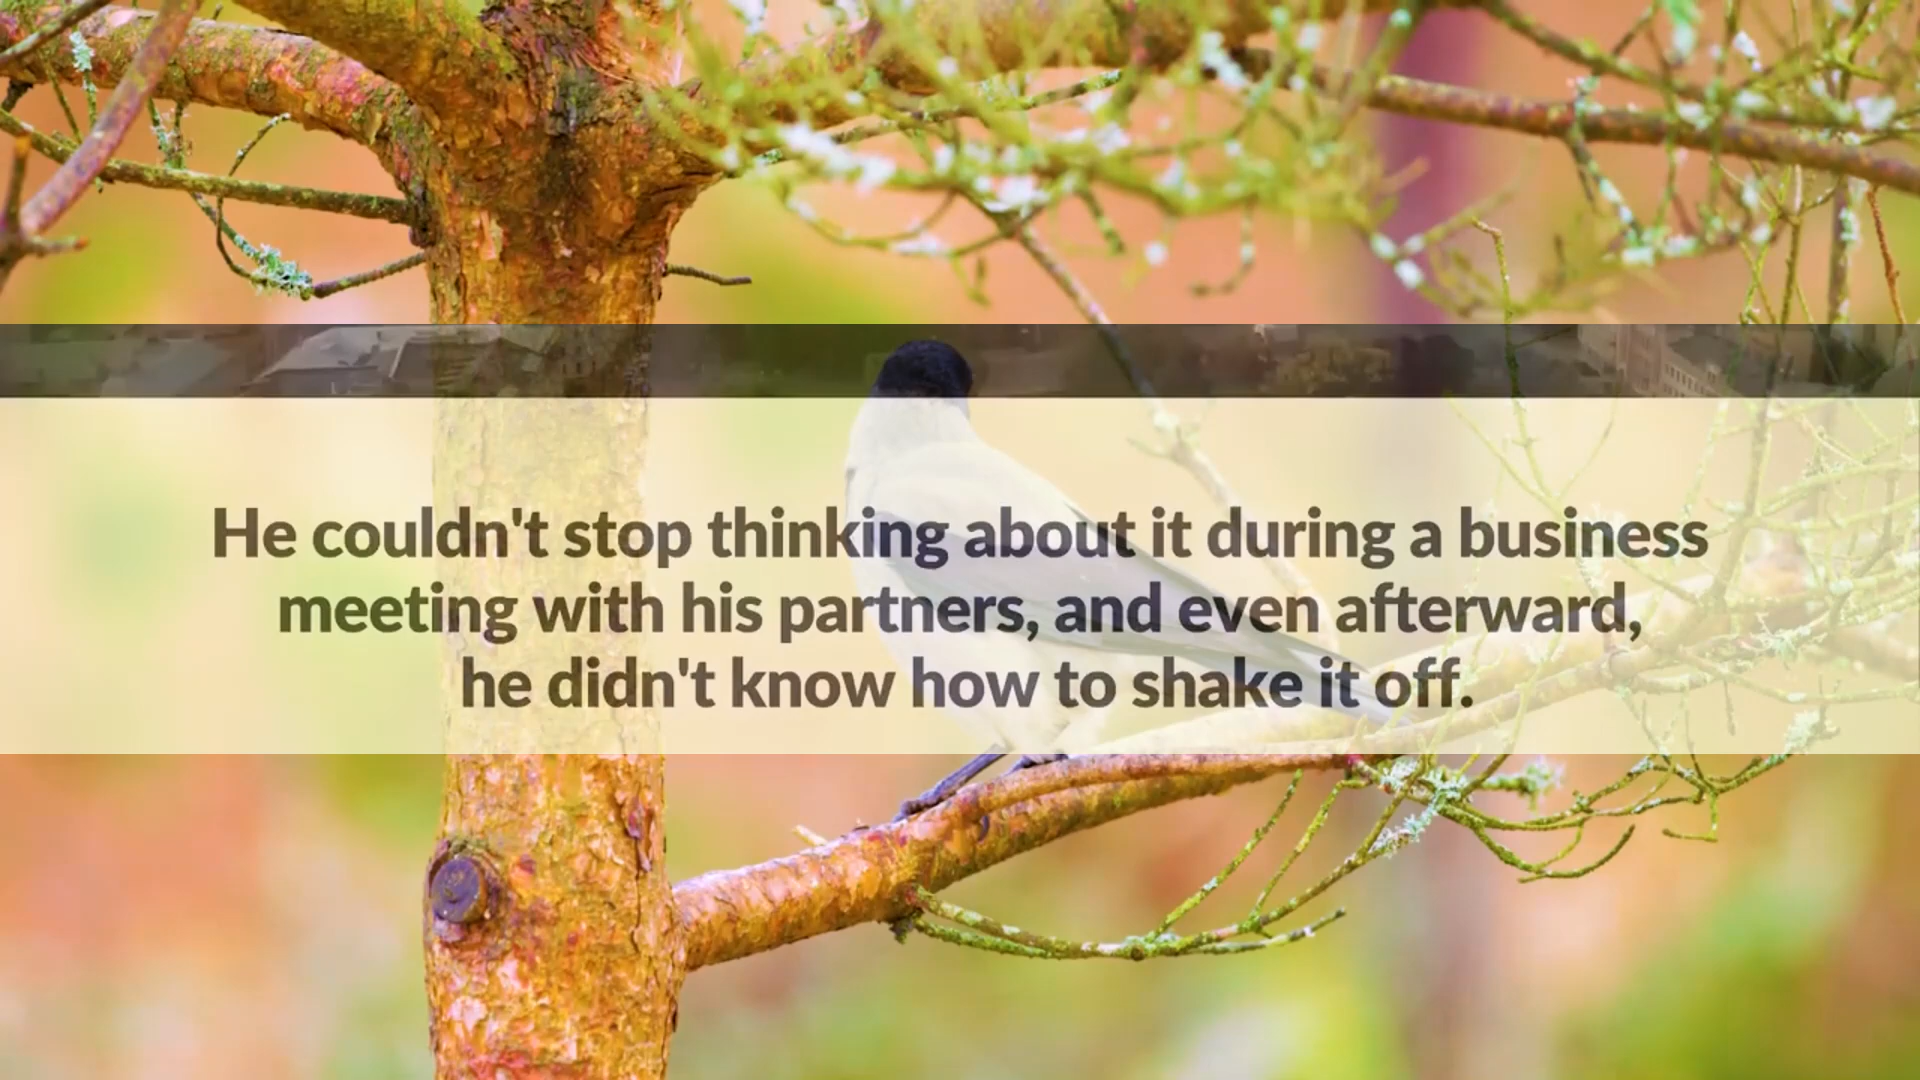 He couldn't stop thinking about it during a business
meeting with his partners, and even afterward,
he didn't know how to shake it off.